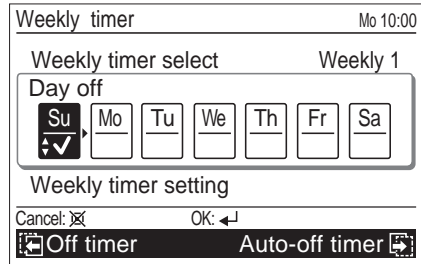 Weekly timer Mo 10:00
Weekly timer select Weekly 1
Day off
Su Mo Tu We Th Fr Sa
Weekly timer setting
Cancel: OK:
Off timer Auto-off timer